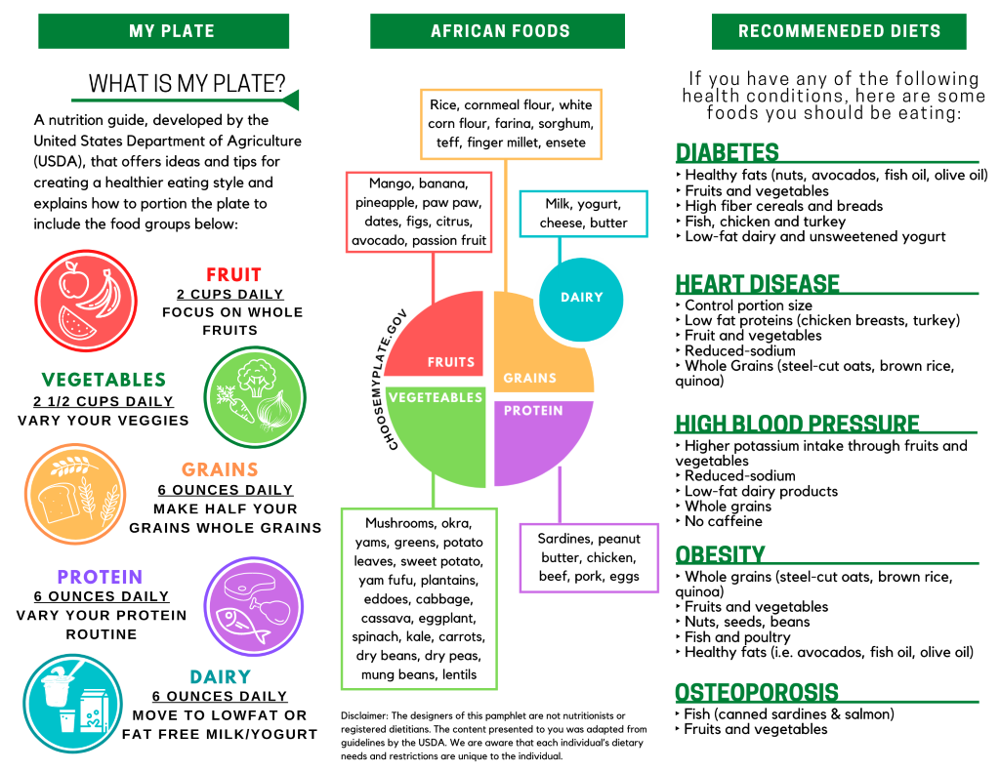 MY PLATE
WHAT IS MY PLATE?
A nutrition guide, developed by the
United States Department of Agriculture
(USDA), that offers ideas and tips for
creating a healthier eating style and
explains how to portion the plate to
include the food groups below:
FRUIT
2 CUPS DAILY
FOCUS ON WHOLE
FRUITS
VEGETABLES
2 1/2 CUPS DAILY
VARY YOUR VEGGIES
GRAINS
6 OUNCES DAILY
MAKE HALF YOUR
GRAINS WHOLE GRAINS
PROTEIN
6 OUNCES DAILY
VARY YOUR PROTEIN
ROUTINE
DAIRY
6 OUNCES DAILY
MOVE TO LOWFAT OR
FAT FREE MILK/YOGURT
AFRICAN FOODS
Rice, cornmeal flour, white
corn flour, farina, sorghum,
teff, finger millet, ensete
Mango, banana,
pineapple, paw paw,
dates, figs, citrus,
avocado, passion fruit
Milk, yogurt,
cheese, butter
DAIRY
CHOOSEMYPLATE.GOV
FRUITS
GRAINS
VEGETEABLES
PROTEIN
Mushrooms, okra,
yams, greens, potato
leaves, sweet potato,
yam fufu, plantains,
eddoes, cabbage,
cassava, eggplant,
spinach, kale, carrots,
dry beans, dry peas,
mung beans, lentils
Sardines, peanut
butter, chicken,
beef, pork, eggs
Disclaimer: The designers of this pamphlet are not nutritionists or
registered dietitians. The content presented to you was adapted from
guidelines by the USDA. We are aware that each individual's dietary
needs and restrictions are unique to the individual.
RECOMMENEDED DIETS
If you have any of the following
health conditions, here are some
foods you should be eating:
DIABETES
‣ Healthy fats (nuts, avocados, fish oil, olive oil)
‣ Fruits and vegetables
‣ High fiber cereals and breads
‣ Fish, chicken and turkey
‣ Low-fat dairy and unsweetened yogurt
HEART DISEASE
‣ Control portion size
‣ Low fat proteins (chicken breasts, turkey)
‣ Fruit and vegetables
‣ Reduced-sodium
‣ Whole Grains (steel-cut oats, brown rice,
quinoa)
HIGH BLOOD PRESSURE
‣ Higher potassium intake through fruits and
vegetables
‣ Reduced-sodium
‣ Low-fat dairy products
‣ Whole grains
‣ No caffeine
OBESITY
‣ Whole grains (steel-cut oats, brown rice,
quinoa)
‣ Fruits and vegetables
‣ Nuts, seeds, beans
‣ Fish and poultry
‣ Healthy fats (i.e. avocados, fish oil, olive oil)
OSTEOPOROSIS
‣ Fish (canned sardines & salmon)
‣ Fruits and vegetables